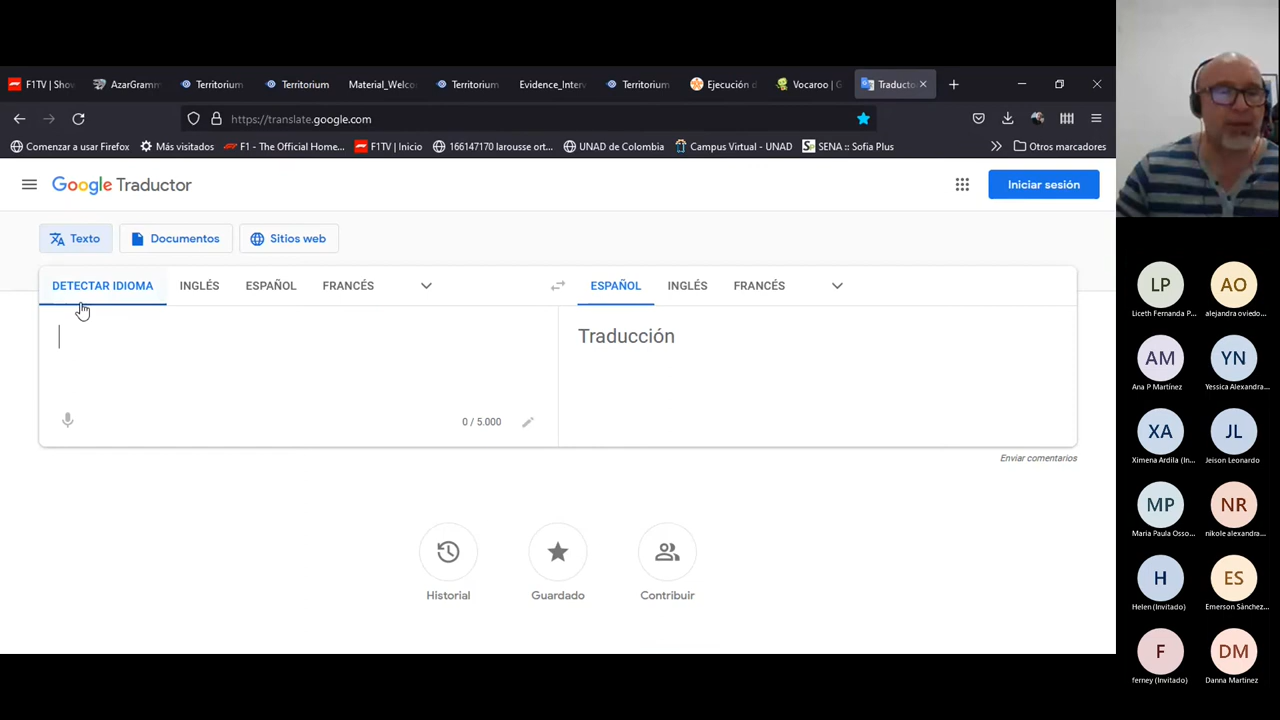 F1TV | Show
AzarGramm
Territorium
Territorium
Material_Welco
Territorium
Evidence_Interv
Territorium
Ejecución d
Vocaroo | G
Traducto
https://translate.google.com
Comenzar a usar Firefox
Más visitados
F1 - The Official Home...
F1TV | Inicio
166147170 larousse ort...
UNAD de Colombia
Campus Virtual - UNAD
SENA :: Sofia Plus
Otros marcadores
Google Traductor
Iniciar sesión
Texto
Documentos
Sitios web
DETECTAR IDIOMA
INGLÉS
ESPAÑOL
FRANCÉS
ESPAÑOL
INGLÉS
FRANCÉS
Traducción
0 / 5.000
Enviar comentarios
Historial
Guardado
Contribuir
LP
AO
Liceth Fernanda P...
alejandra oviedo...
AM
YN
Ana P Martínez
Yessica Alexandra...
XA
JL
Ximena Ardila (In...
Jeison Leonardo
MP
NR
Maria Paula Osso...
nikole alexandra...
H
ES
Helen (Invitado)
Emerson Sánchez...
F
DM
ferney (Invitado)
Danna Martinez